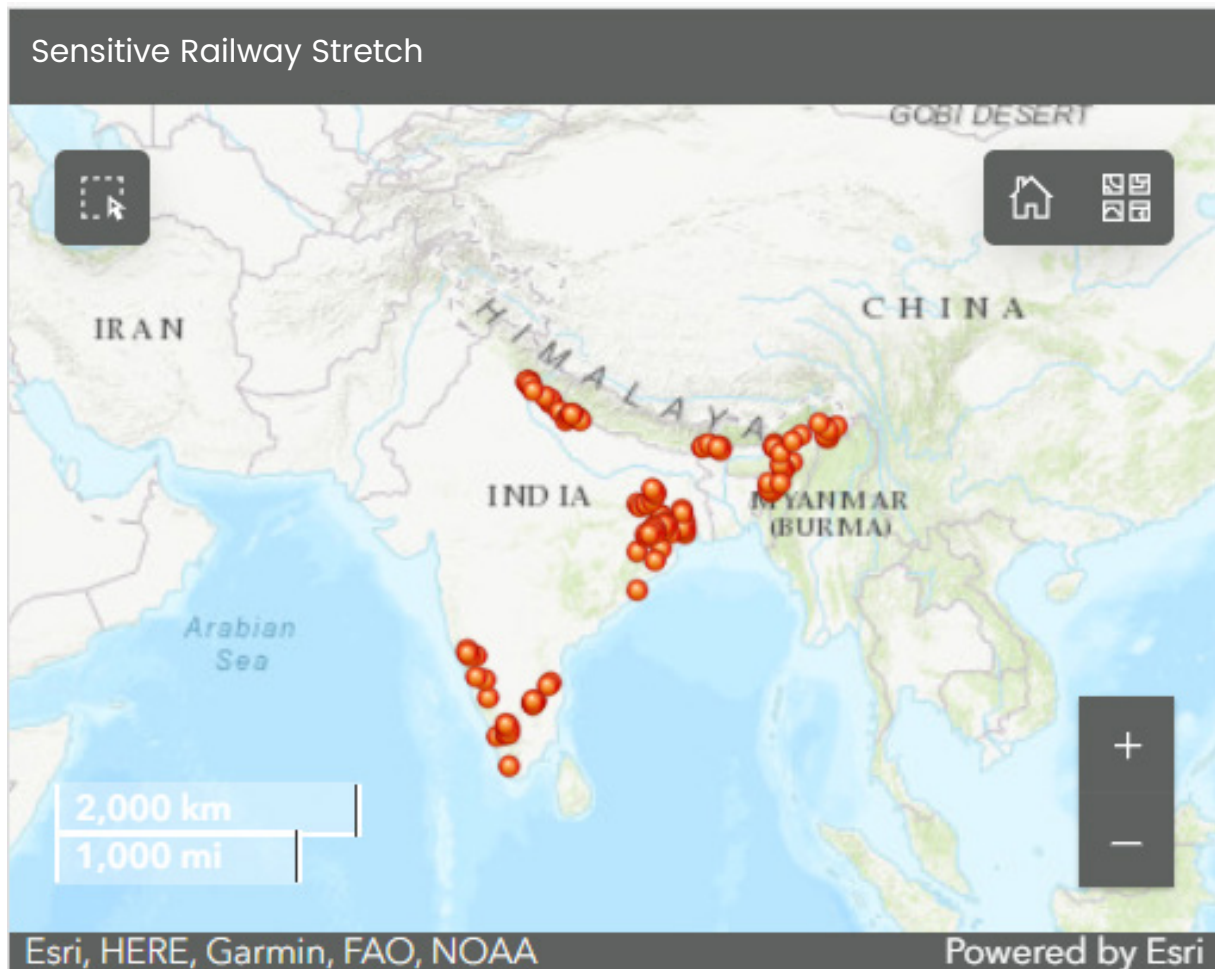 Sensitive Railway Stretch
GOBI DESERT
IRAN
CHINA
HIMALAYA
INDIA
MYANMAR
(BURMA)
Arabian
Sea
2,000 km
1,000 mi
+
−
Esri, HERE, Garmin, FAO, NOAA
Powered by Esri